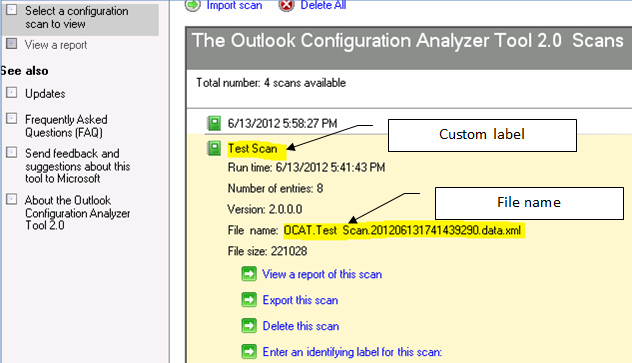 Select a configuration
scan to view
View a report
See also
Updates
Frequently Asked
Questions (FAQ)
Send feedback and
suggestions about this
tool to Microsoft
About the Outlook
Configuration Analyzer
Tool 2.0
Import scan
Delete All
The Outlook Configuration Analyzer Tool 2.0 Scans
Total number: 4 scans available
6/13/2012 5:58:27 PM
Custom label
Test Scan
Run time: 6/13/2012 5:41:43 PM
Number of entries: 8
File name
Version: 2.0.0.0
File name: OCAT.Test Scan.201206131741439290.data.xml
File size: 221028
View a report of this scan
Export this scan
Delete this scan
Enter an identifying label for this scan: